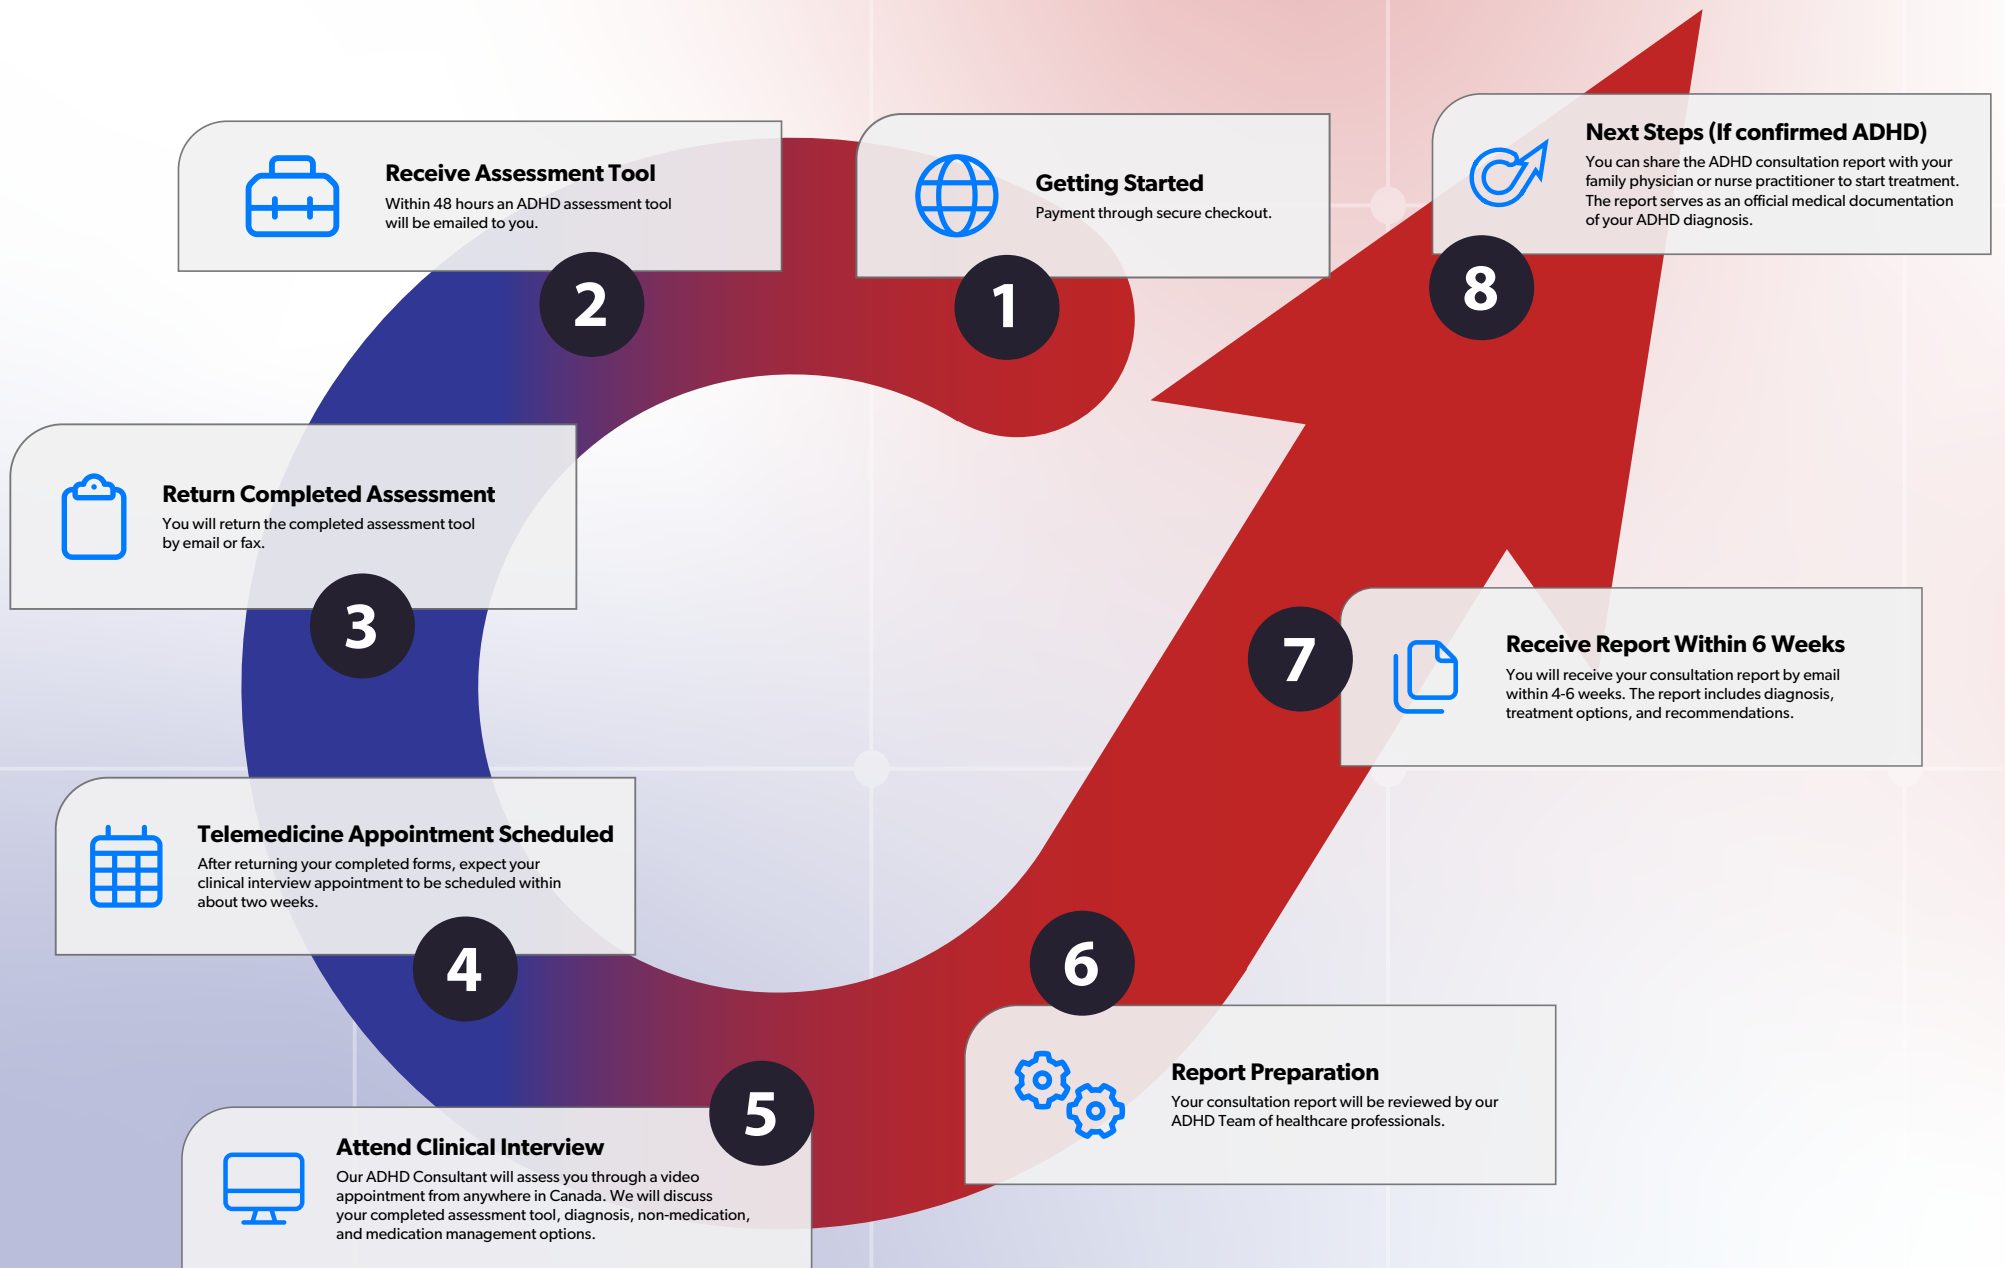 Getting Started
Payment through secure checkout.
1
Receive Assessment Tool
Within 48 hours an ADHD assessment tool
will be emailed to you.
2
Return Completed Assessment
You will return the completed assessment tool
by email or fax.
3
Telemedicine Appointment Scheduled
After returning your completed forms, expect your
clinical interview appointment to be scheduled within
about two weeks.
4
Attend Clinical Interview
Our ADHD Consultant will assess you through a video
appointment from anywhere in Canada. We will discuss
your completed assessment tool, diagnosis, non-medication,
and medication management options.
5
Report Preparation
Your consultation report will be reviewed by our
ADHD Team of healthcare professionals.
6
Receive Report Within 6 Weeks
You will receive your consultation report by email
within 4-6 weeks. The report includes diagnosis,
treatment options, and recommendations.
7
Next Steps (If confirmed ADHD)
You can share the ADHD consultation report with your
family physician or nurse practitioner to start treatment.
The report serves as an official medical documentation
of your ADHD diagnosis.
8